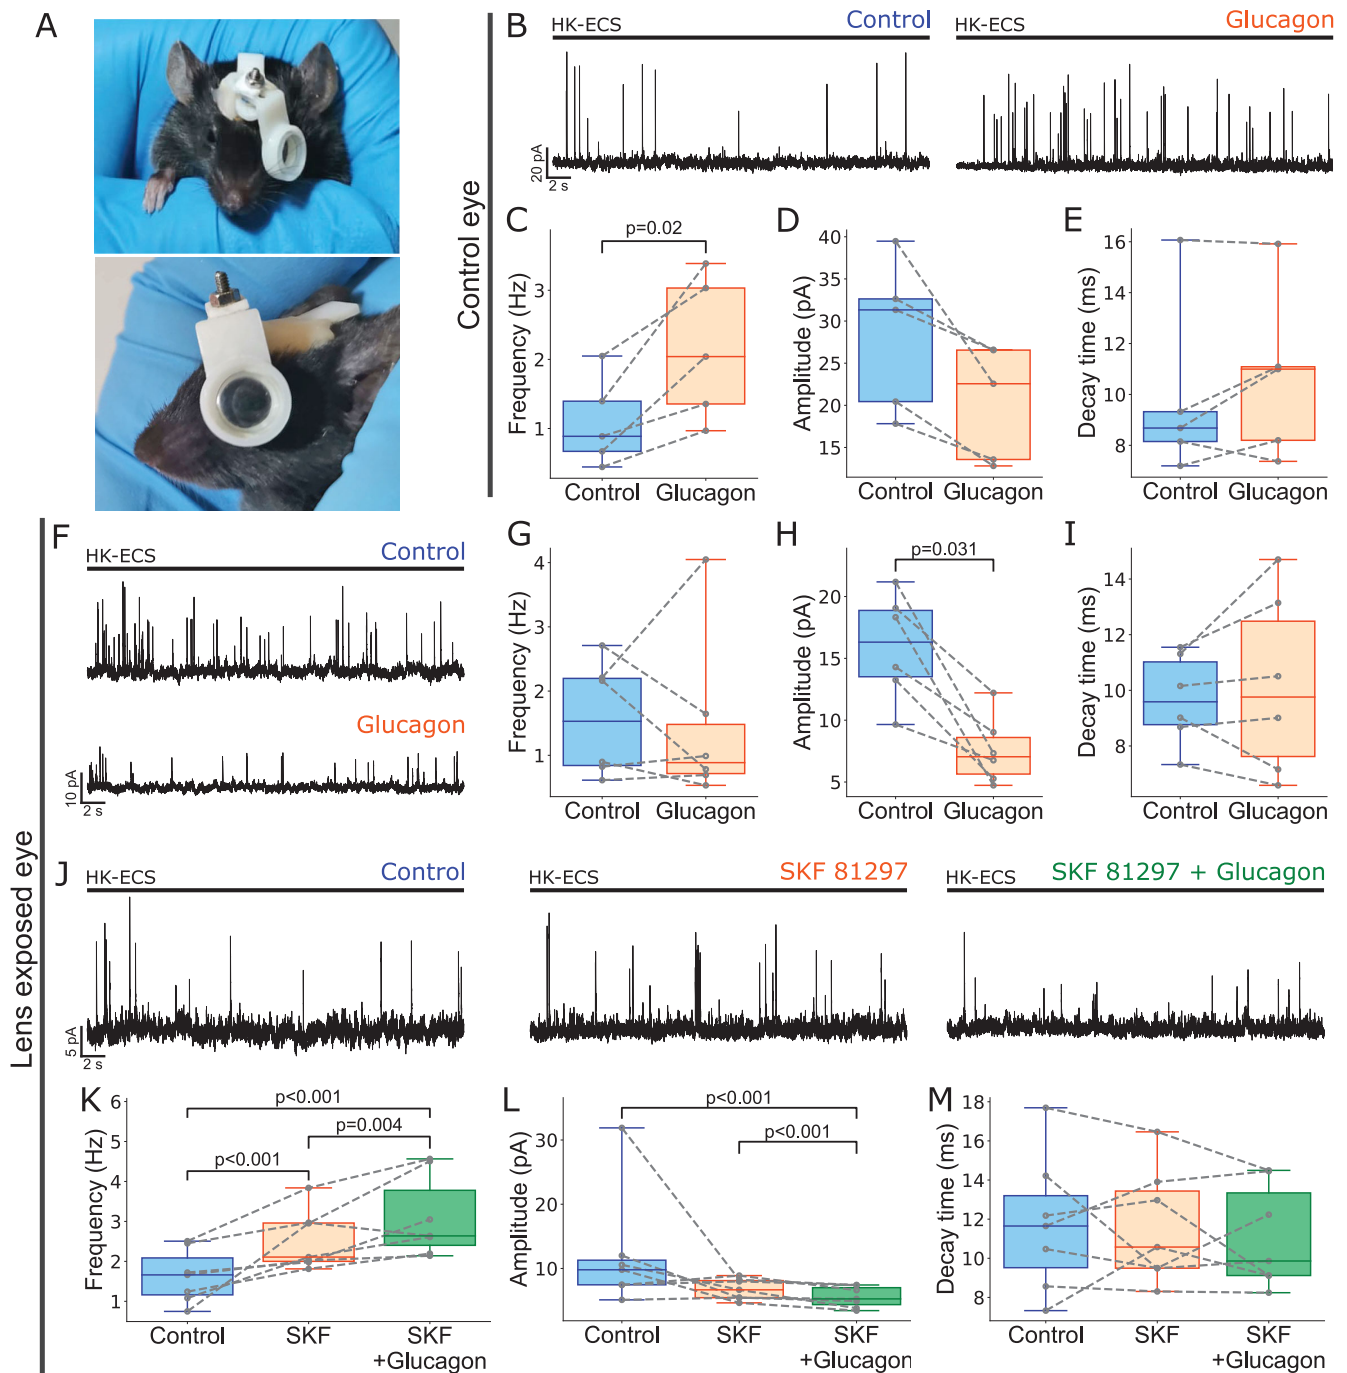 A
Control eye
B
HK-ECS Control
HK-ECS Glucagon
20 pA
2 s
C
p=0.02
Frequency (Hz)
3
2
1
Control Glucagon
D
Amplitude (pA)
40
35
30
25
20
15
Control Glucagon
E
Decay time (ms)
16
14
12
10
8
Control Glucagon
Lens exposed eye
F
HK-ECS Control
Glucagon
10 pA
2 s
G
Frequency (Hz)
4
3
2
1
Control Glucagon
H
p=0.031
Amplitude (pA)
20
15
10
5
Control Glucagon
I
Decay time (ms)
14
12
10
8
Control Glucagon
J
HK-ECS Control
HK-ECS SKF 81297
HK-ECS SKF 81297 + Glucagon
5 pA
2 s
K
p<0.001
p=0.004
p<0.001
Frequency (Hz)
6
5
4
3
2
1
Control SKF SKF
+Glucagon
L
p<0.001
p<0.001
Amplitude (pA)
30
20
10
Control SKF SKF
+Glucagon
M
Decay time (ms)
18
16
14
12
10
8
Control SKF SKF
+Glucagon